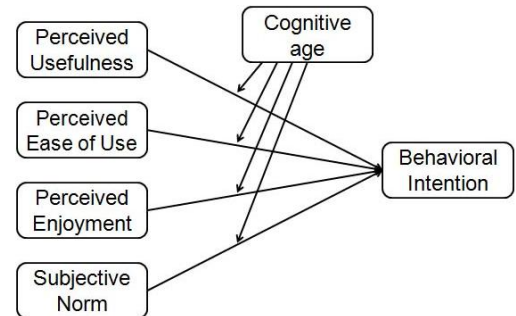 Perceived
Usefulness
Cognitive
age
Perceived
Ease of Use
Behavioral
Intention
Perceived
Enjoyment
Subjective
Norm